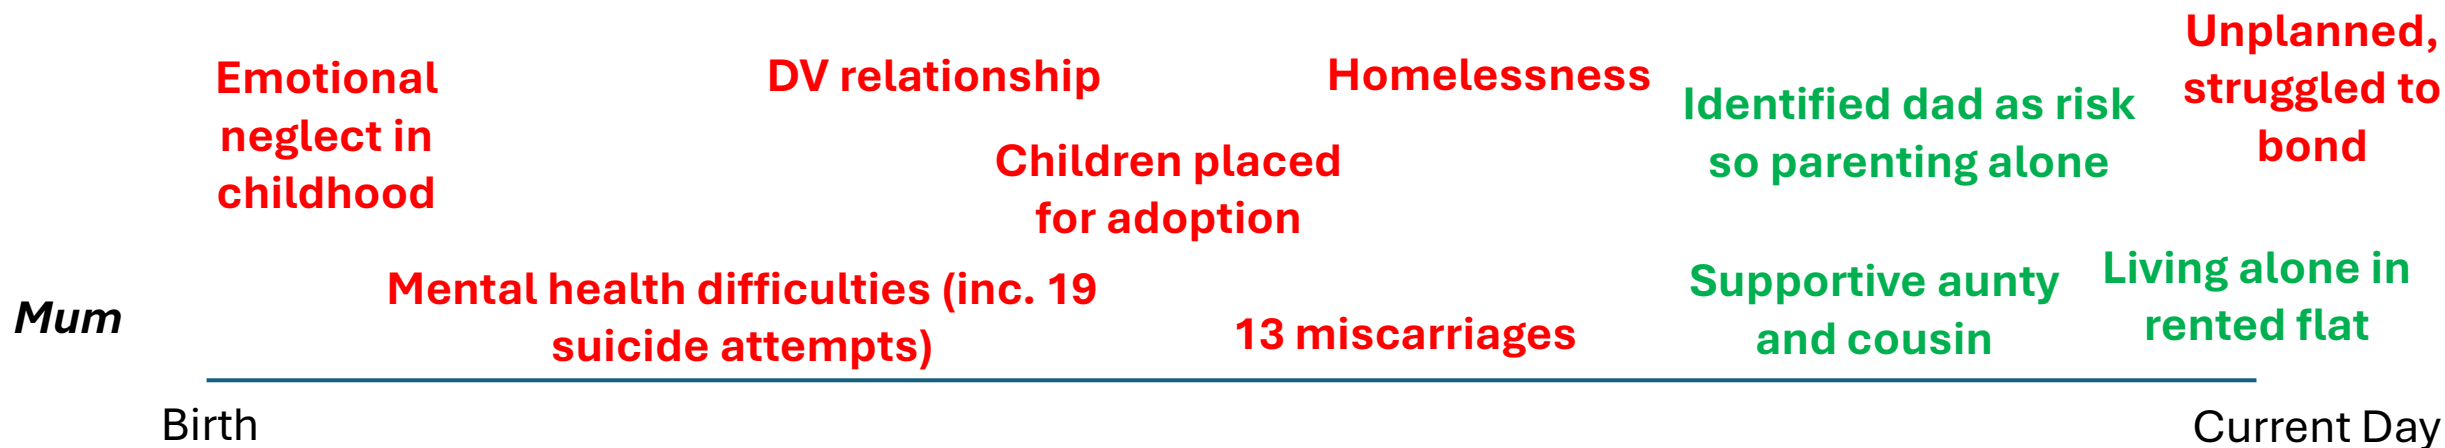 Emotional
neglect in
childhood
DV relationship
Children placed
for adoption
Homelessness
Identified dad as risk
so parenting alone
Unplanned,
struggled to
bond
Mum
Mental health difficulties (inc. 19
suicide attempts)
13 miscarriages
Supportive aunty
and cousin
Living alone in
rented flat
Birth
Current Day